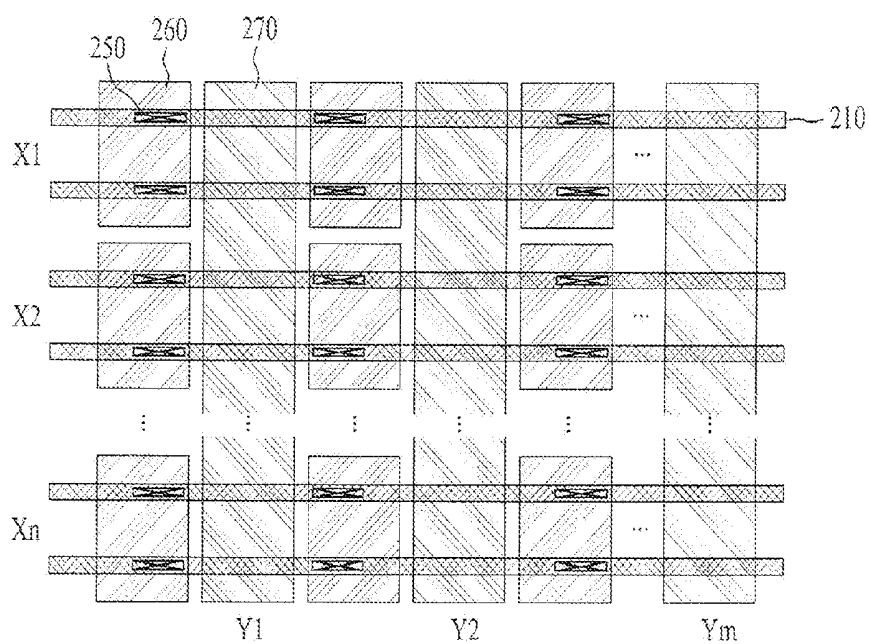 260
270
250
210
X1
...
X2
...
⋮ ⋮ ⋮ ⋮ ⋮ ⋮
Xn
...
Y1 Y2 Ym